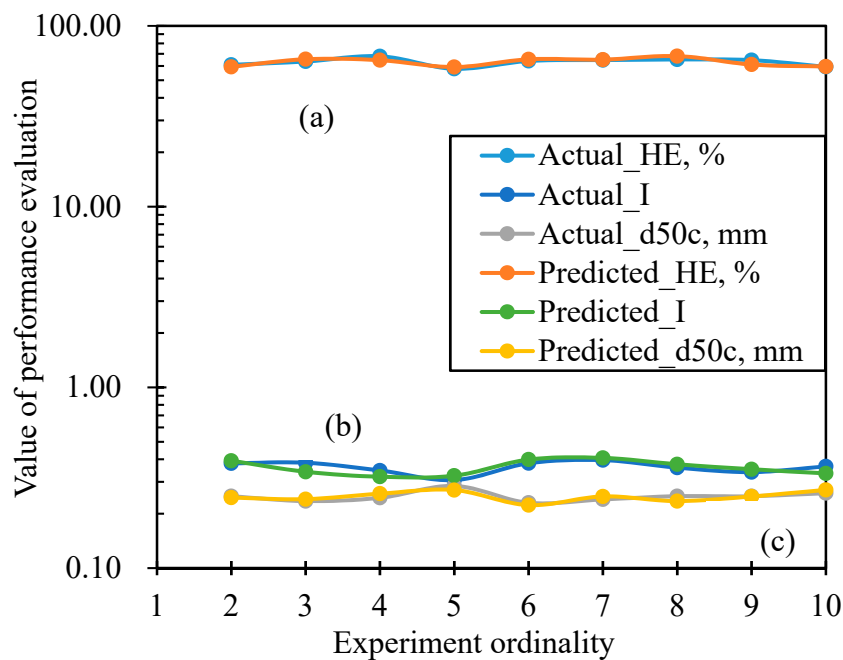 100.00
(a)
Actual_HE, %
Actual_I
Actual_d50c, mm
Predicted_HE, %
Predicted_I
Predicted_d50c, mm
10.00
1.00
(b)
(c)
0.10
Value of performance evaluation
1 2 3 4 5 6 7 8 9 10
Experiment ordinality